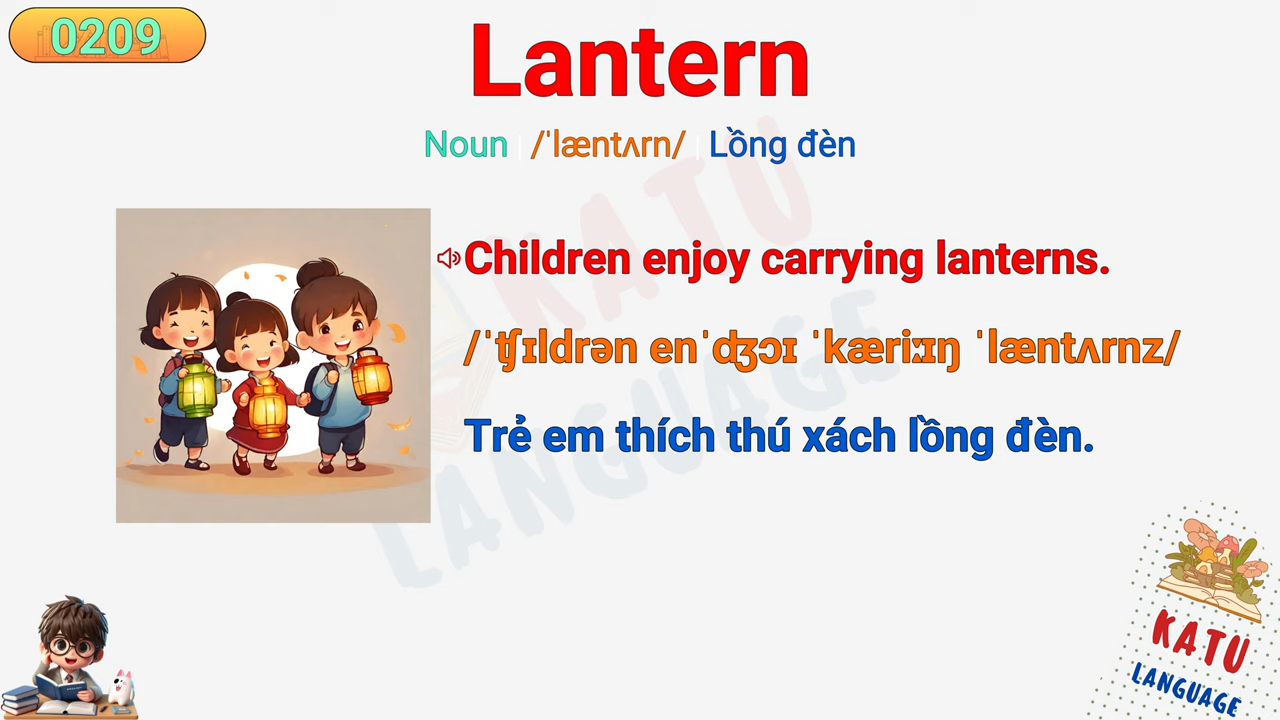 0209
Lantern
Noun | /ˈlæntʌrn/ | Lồng đèn
Children enjoy carrying lanterns.
/ˈʧɪldrən enˈʤɔɪ ˈkæriːɪŋ ˈlæntʌrnz/
Trẻ em thích thú xách lồng đèn.
KATU
LANGUAGE
KATU
LANGUAGE